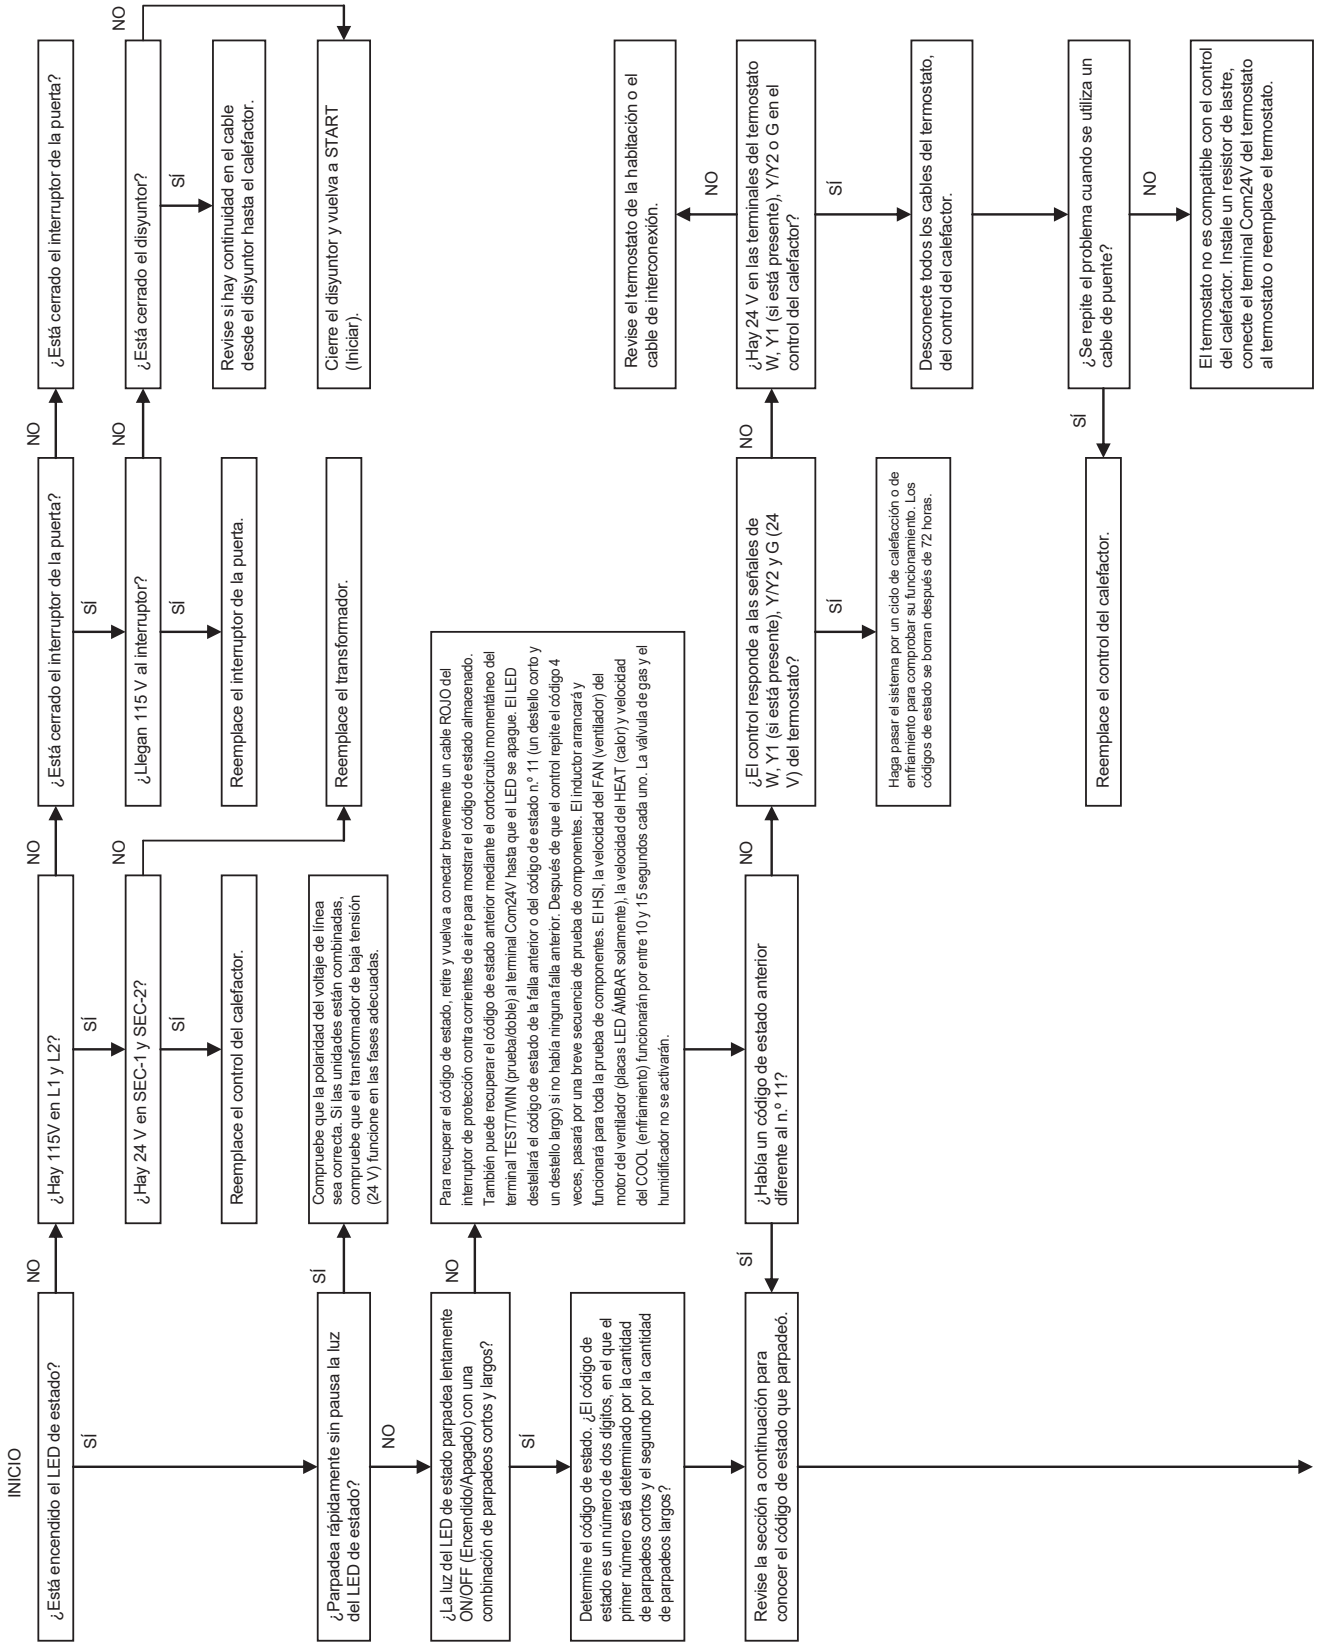 INICIO
¿Está encendido el LED de estado?
NO
¿Hay 115V en L1 y L2?
NO
¿Está cerrado el interruptor de la puerta?
NO
¿Está cerrado el interruptor de la puerta?
SÍ
SÍ
SÍ
¿Hay 24 V en SEC-1 y SEC-2?
NO
¿Llegan 115 V al interruptor?
NO
¿Está cerrado el disyuntor?
NO
SÍ
SÍ
SÍ
Reemplace el control del calefactor.
Reemplace el interruptor de la puerta.
Revise si hay continuidad en el cable
desde el disyuntor hasta el calefactor.
¿Parpadea rápidamente sin pausa la luz
del LED de estado?
SÍ
Compruebe que la polaridad del voltaje de línea
sea correcta. Si las unidades están combinadas,
compruebe que el transformador de baja tensión
(24 V) funcione en las fases adecuadas.
Reemplace el transformador.
Cierre el disyuntor y vuelva a START
(Iniciar).
NO
¿La luz del LED de estado parpadea lentamente
ON/OFF (Encendido/Apagado) con una
combinación de parpadeos cortos y largos?
NO
Para recuperar el código de estado, retire y vuelva a conectar brevemente un cable ROJO del
interruptor de protección contra corrientes de aire para mostrar el código de estado almacenado.
También puede recuperar el código de estado anterior mediante el cortocircuito momentáneo del
terminal TEST/TWIN (prueba/doble) al terminal Com24V hasta que el LED se apague. El LED
destellará el código de estado de la falla anterior o del código de estado n.º 11 (un destello corto y
un destello largo) si no había ninguna falla anterior. Después de que el control repite el código 4
veces, pasará por una breve secuencia de prueba de componentes. El inductor arrancará y
funcionará para toda la prueba de componentes. El HSI, la velocidad del FAN (ventilador) del
motor del ventilador (placas LED ÁMBAR solamente), la velocidad del HEAT (calor) y velocidad
del COOL (enfriamiento) funcionarán por entre 10 y 15 segundos cada uno. La válvula de gas y el
humidificador no se activarán.
SÍ
Determine el código de estado. ¿El código de
estado es un número de dos dígitos, en el que el
primer número está determinado por la cantidad
de parpadeos cortos y el segundo por la cantidad
de parpadeos largos?
Revise el termostato de la habitación o el
cable de interconexión.
NO
Revise la sección a continuación para
conocer el código de estado que parpadeó.
SÍ
¿Había un código de estado anterior
diferente al n.º 11?
NO
¿El control responde a las señales de
W, Y1 (si está presente), Y/Y2 y G (24
V) del termostato?
NO
¿Hay 24 V en las terminales del termostato
W, Y1 (si está presente), Y/Y2 o G en el
control del calefactor?
SÍ
SÍ
Haga pasar el sistema por un ciclo de calefacción o de
enfriamiento para comprobar su funcionamiento. Los
códigos de estado se borran después de 72 horas.
Desconecte todos los cables del termostato,
del control del calefactor.
Reemplace el control del calefactor.
SÍ
¿Se repite el problema cuando se utiliza un
cable de puente?
NO
El termostato no es compatible con el control
del calefactor. Instale un resistor de lastre,
conecte el terminal Com24V del termostato
al termostato o reemplace el termostato.